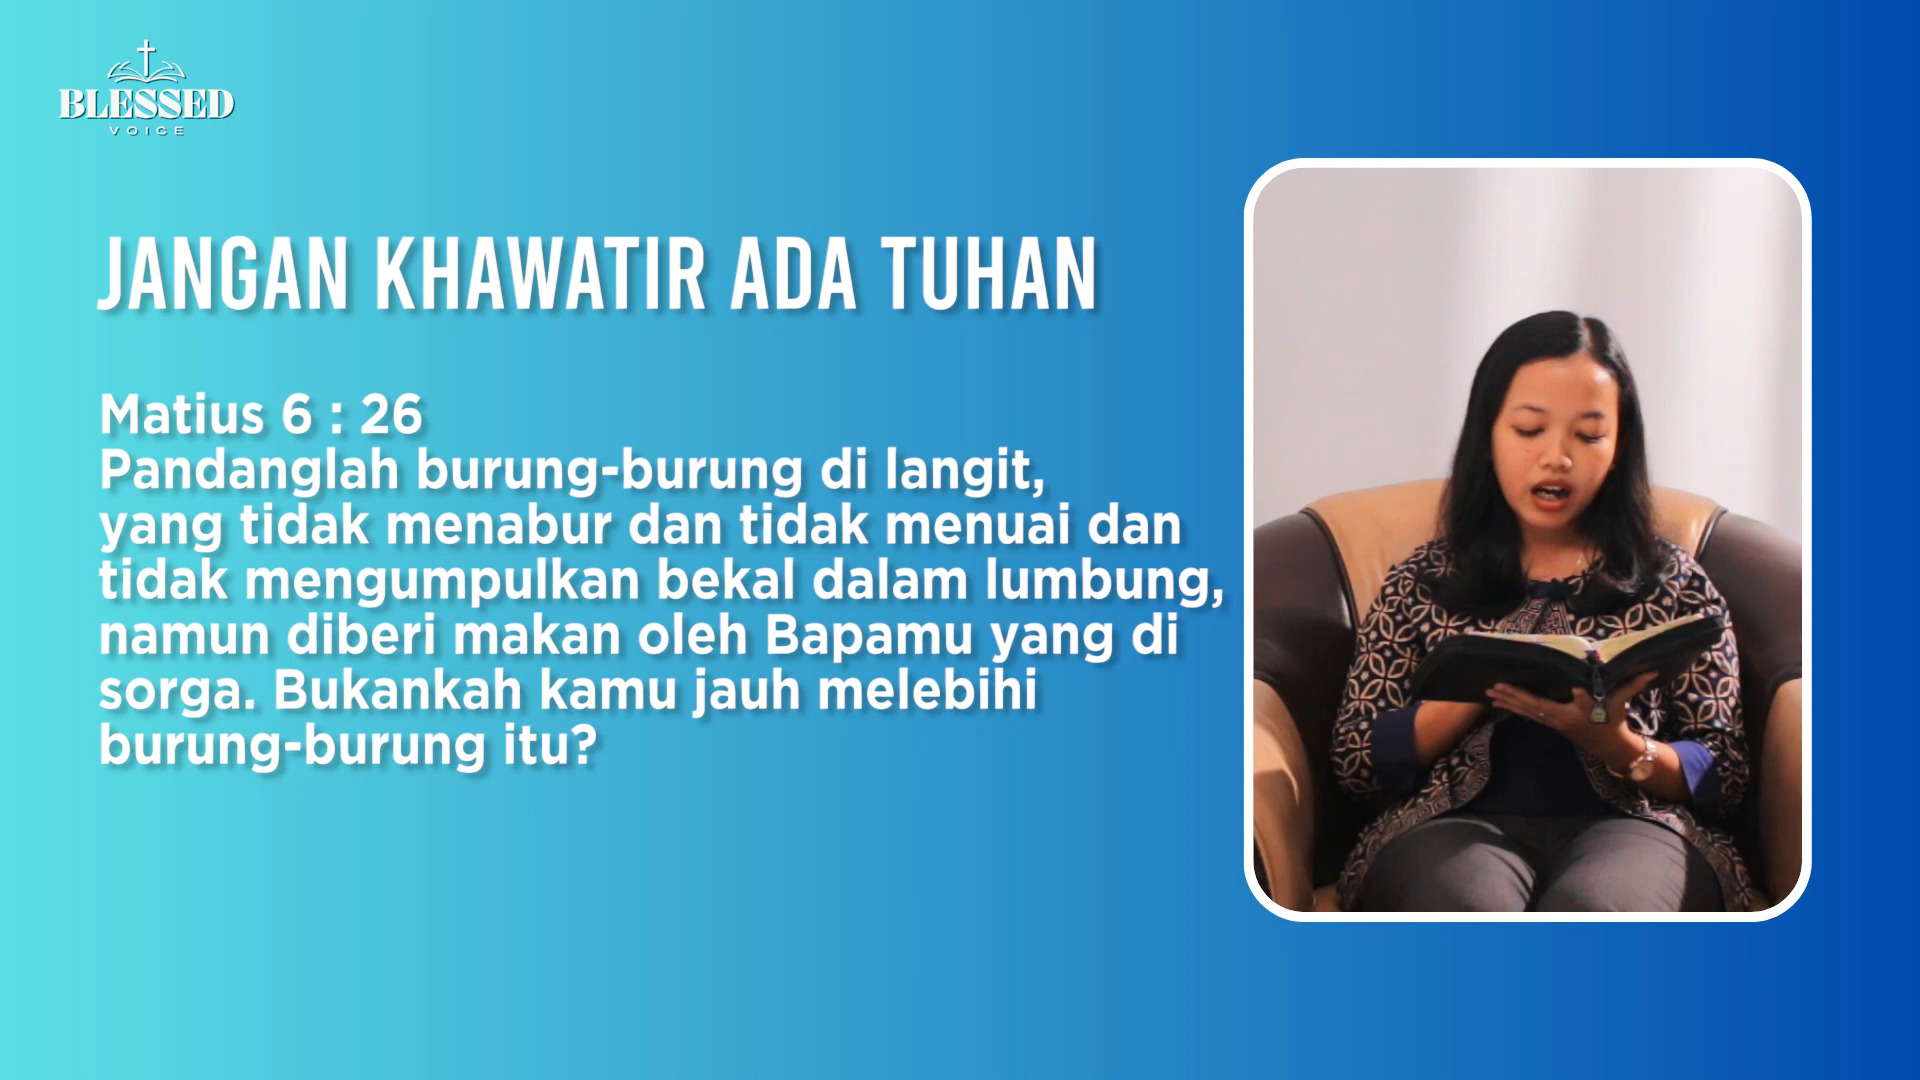 BLESSED
VOICE
JANGAN KHAWATIR ADA TUHAN
Matius 6 : 26
Pandanglah burung-burung di langit,
yang tidak menabur dan tidak menuai dan
tidak mengumpulkan bekal dalam lumbung,
namun diberi makan oleh Bapamu yang di
sorga. Bukankah kamu jauh melebihi
burung-burung itu?